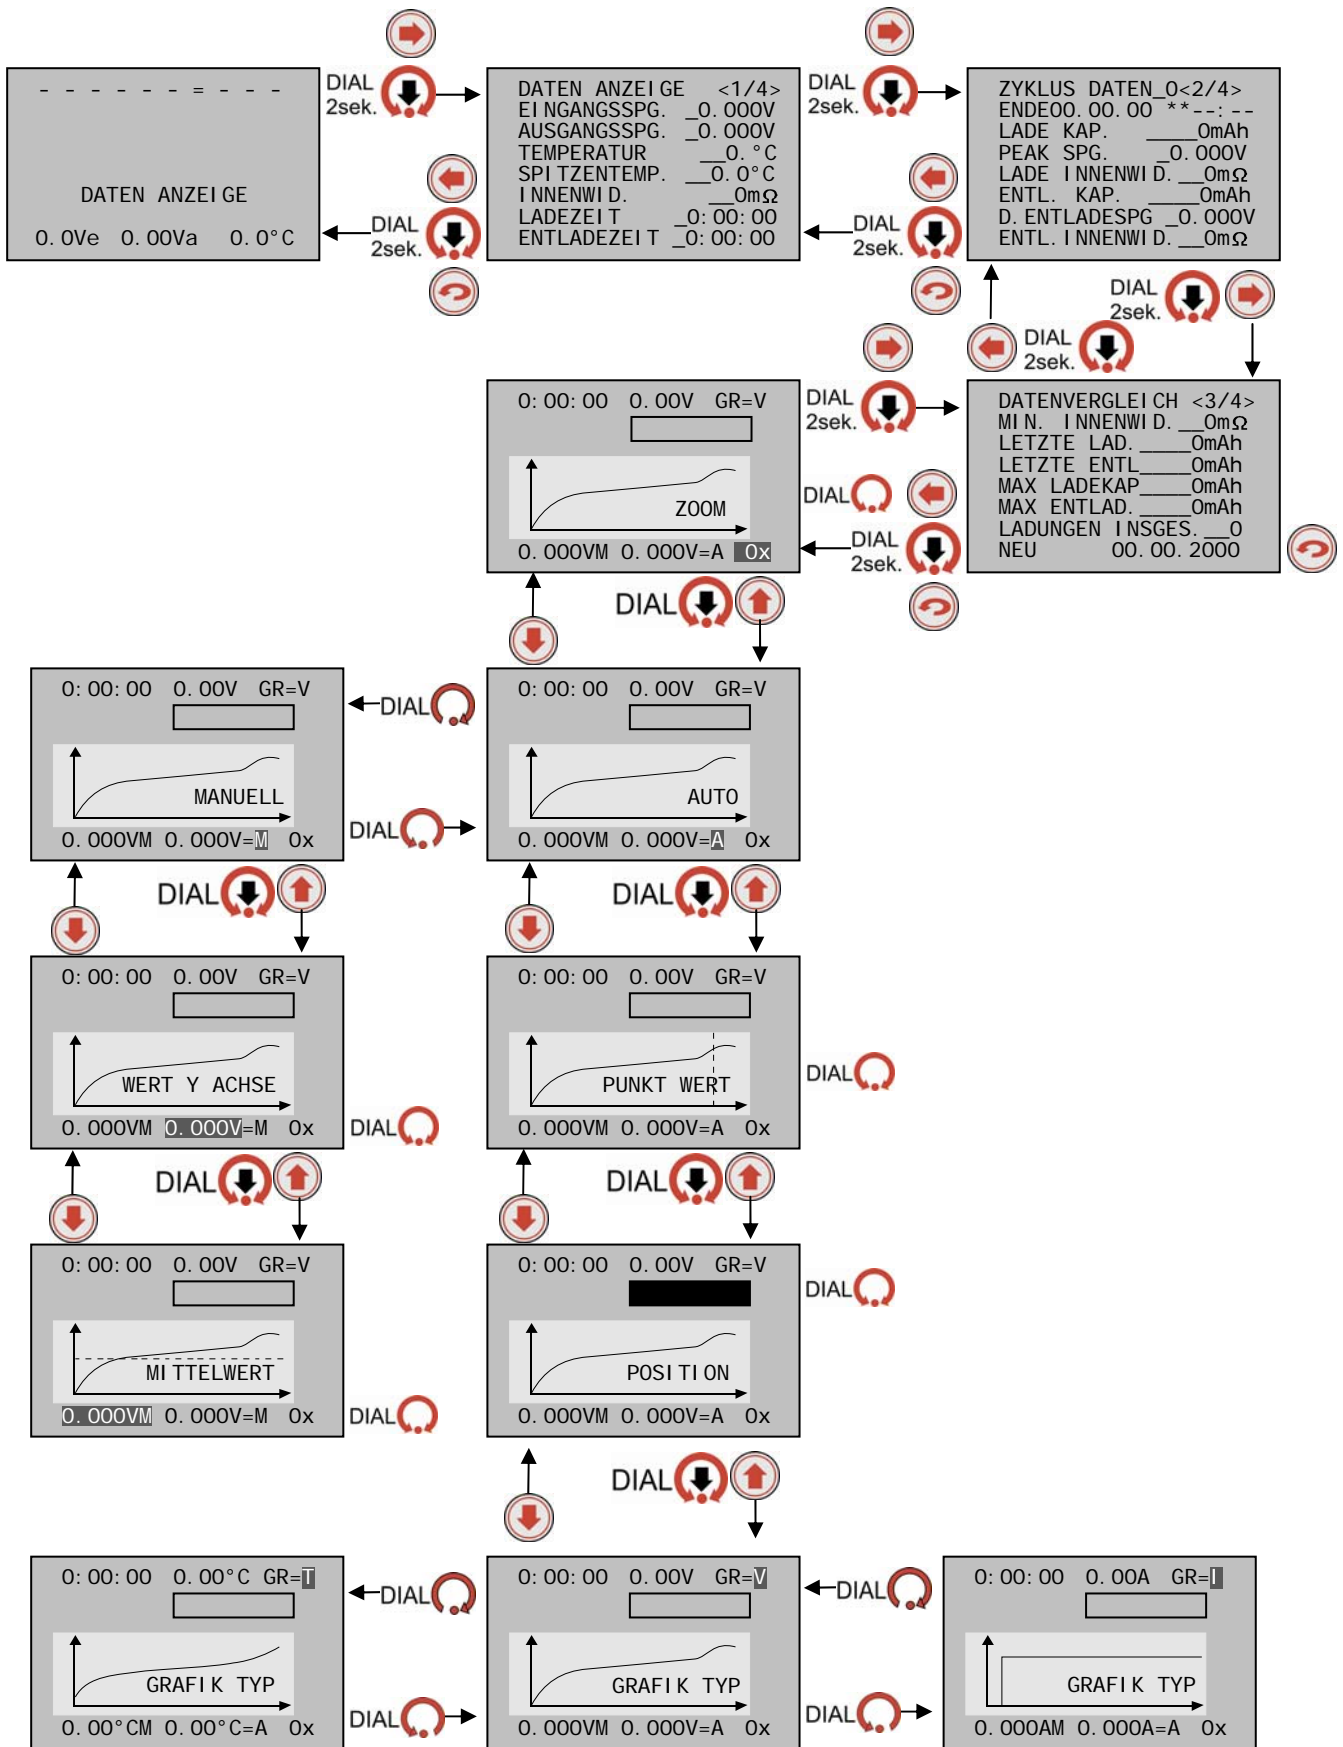 DIAL
2sek.
DIAL
2sek.
- - - - - - = - - -
DATEN ANZEIGE
0.0Ve 0.00Va 0.0°C
DATEN ANZEIGE <1/4>
EINGANGSSPG. _0.000V
AUSGANGSSPG. _0.000V
TEMPERATUR __0.°C
SPITZENTEMP. __0.0°C
INNENWID. __0mΩ
LADEZEIT _0:00:00
ENTLADEZEIT _0:00:00
ZYKLUS DATEN_0<2/4>
ENDE00.00.00 **--:--
LADE KAP. ____0mAh
PEAK SPG. _0.000V
LADE INNENWID.__0mΩ
ENTL. KAP. ____0mAh
D.ENTLADESPG _0.000V
ENTL.INNENWID.__0mΩ
DIAL
2sek.
DIAL
2sek.
DIAL
2sek.
DIAL
2sek.
0:00:00 0.00V GR=V
ZOOM
0.000VM 0.000V=A 0x
DIAL
2sek.
DIAL
DIAL
2sek.
DATENVERGLEICH <3/4>
MIN. INNENWID.__0mΩ
LETZTE LAD.____0mAh
LETZTE ENTL____0mAh
MAX LADEKAP____0mAh
MAX ENTLAD.____0mAh
LADUNGEN INSGES.__0
NEU 00.00.2000
DIAL
0:00:00 0.00V GR=V
MANUELL
0.000VM 0.000V=M 0x
DIAL
DIAL
0:00:00 0.00V GR=V
AUTO
0.000VM 0.000V=A 0x
DIAL
DIAL
0:00:00 0.00V GR=V
WERT Y ACHSE
0.000VM 0.000V=M 0x
DIAL
0:00:00 0.00V GR=V
PUNKT WERT
0.000VM 0.000V=A 0x
DIAL
DIAL
DIAL
0:00:00 0.00V GR=V
MITTELWERT
0.000VM 0.000V=M 0x
DIAL
0:00:00 0.00V GR=V
POSITION
0.000VM 0.000V=A 0x
DIAL
DIAL
0:00:00 0.00°C GR=T
GRAFIK TYP
0.00°CM 0.00°C=A 0x
DIAL
DIAL
0:00:00 0.00V GR=V
GRAFIK TYP
0.000VM 0.000V=A 0x
DIAL
DIAL
0:00:00 0.00A GR=I
GRAFIK TYP
0.000AM 0.000A=A 0x